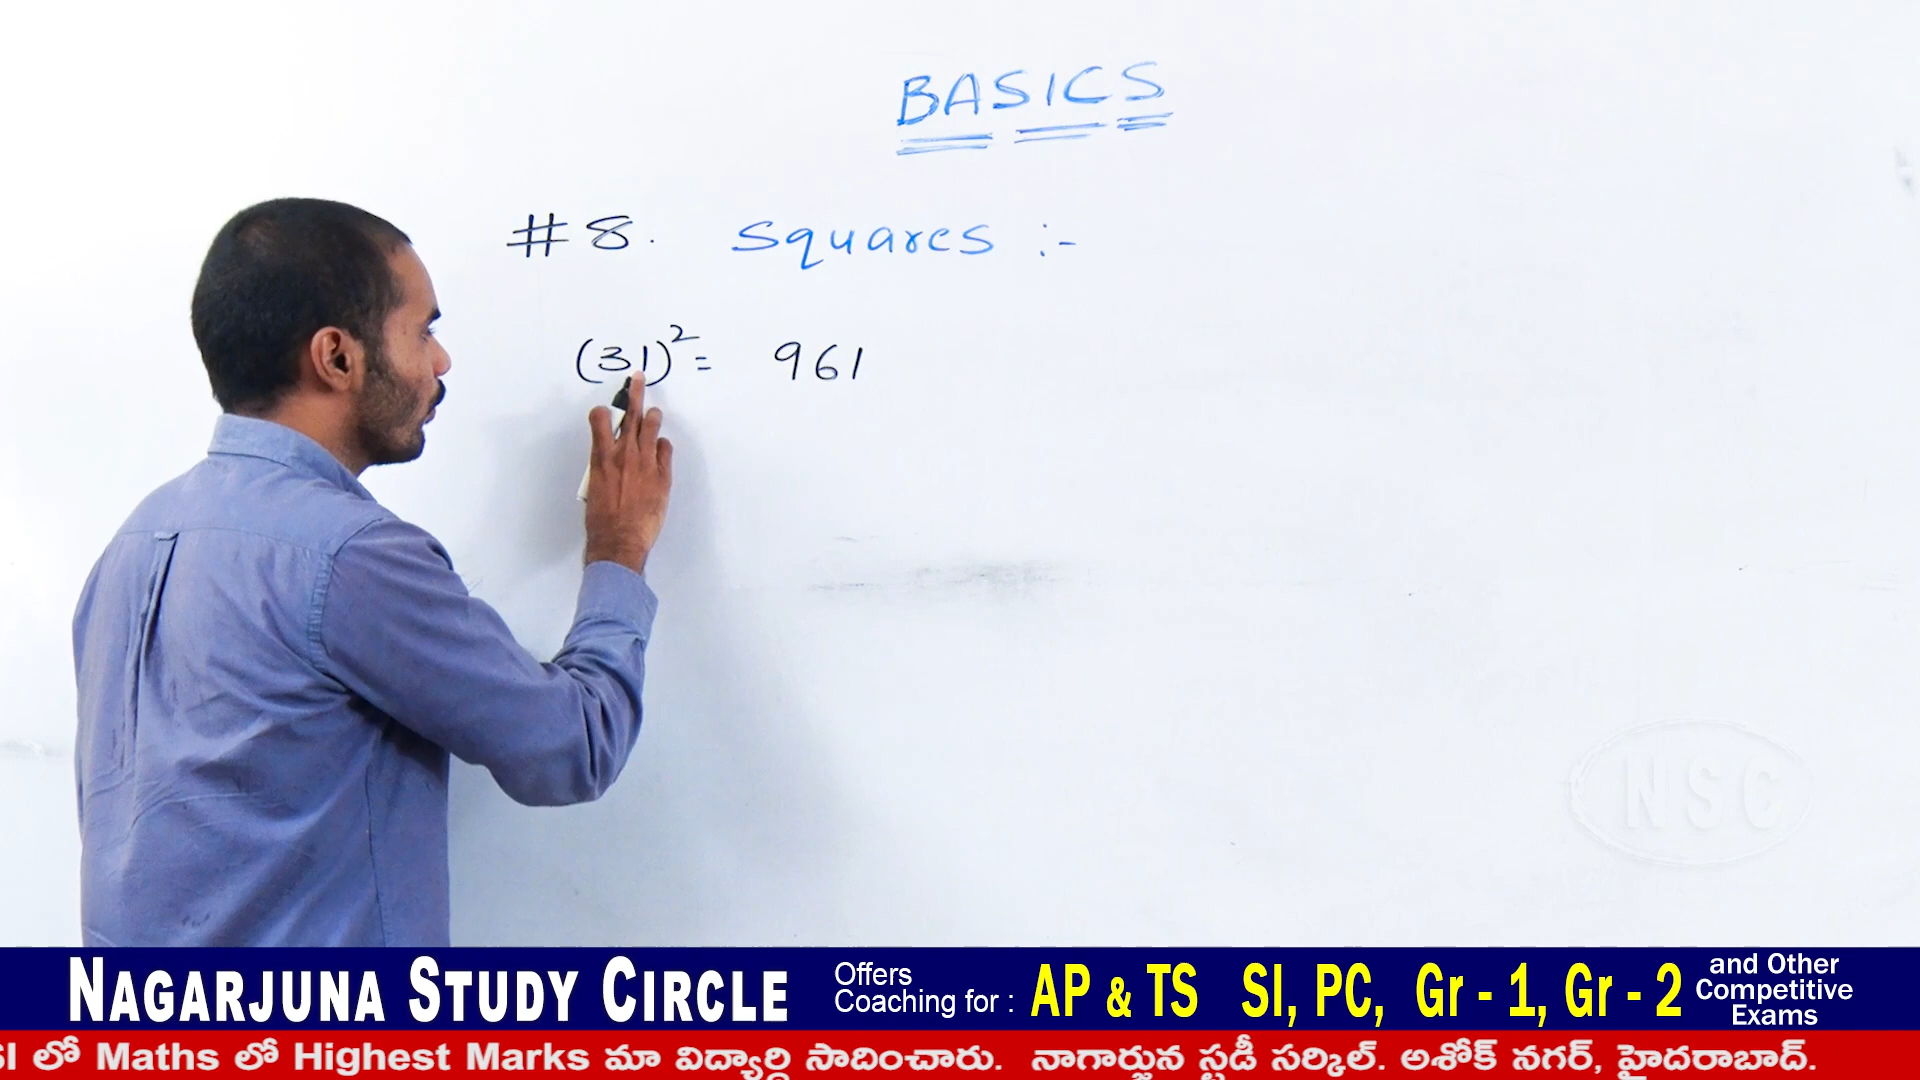 BASICS
#8. Squares :-
(31)² = 961
NSC
NAGARJUNA STUDY CIRCLE
Offers
Coaching for :
AP & TS SI, PC, Gr - 1, Gr - 2
and Other
Competitive
Exams
SI లో Maths లో Highest Marks మా విద్యార్థి సాదించారు. నాగార్జున స్టడీ సర్కిల్. అశోక్ నగర్, హైదరాబాద్.